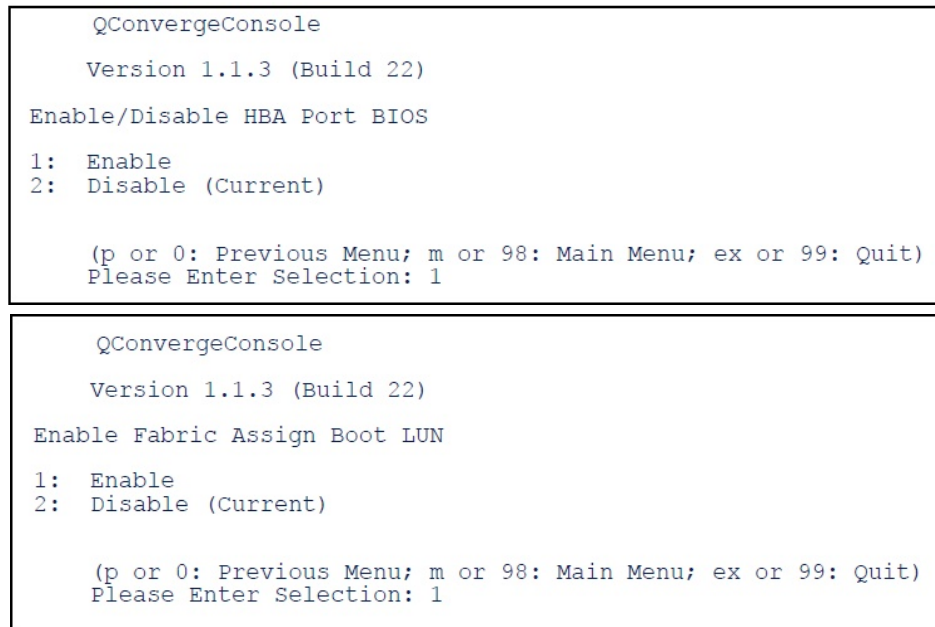 QConvergeConsole
Version 1.1.3 (Build 22)
Enable/Disable HBA Port BIOS
1: Enable
2: Disable (Current)
(p or 0: Previous Menu; m or 98: Main Menu; ex or 99: Quit)
Please Enter Selection: 1
QConvergeConsole
Version 1.1.3 (Build 22)
Enable Fabric Assign Boot LUN
1: Enable
2: Disable (Current)
(p or 0: Previous Menu; m or 98: Main Menu; ex or 99: Quit)
Please Enter Selection: 1